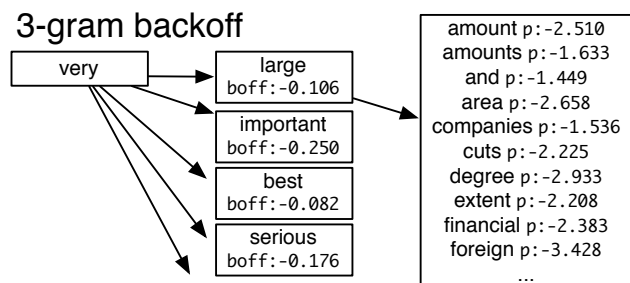 3-gram backoff
very
large
boff:-0.106
important
boff:-0.250
best
boff:-0.082
serious
boff:-0.176
amount p:-2.510
amounts p:-1.633
and p:-1.449
area p:-2.658
companies p:-1.536
cuts p:-2.225
degree p:-2.933
extent p:-2.208
financial p:-2.383
foreign p:-3.428
...